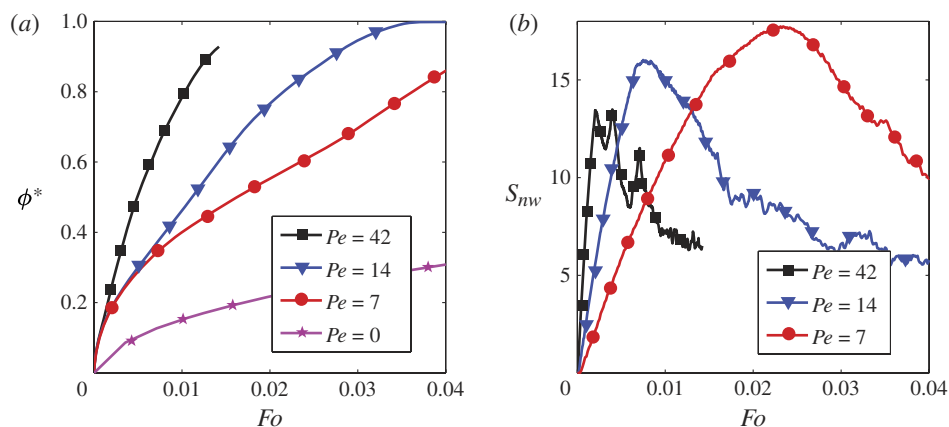 (a)
1.0
0.8
0.6
0.4
0.2
0
0.01
0.02
0.03
0.04
ϕ*
Fo
Pe = 42
Pe = 14
Pe = 7
Pe = 0
(b)
15
10
5
0
0.01
0.02
0.03
0.04
Snw
Fo
Pe = 42
Pe = 14
Pe = 7